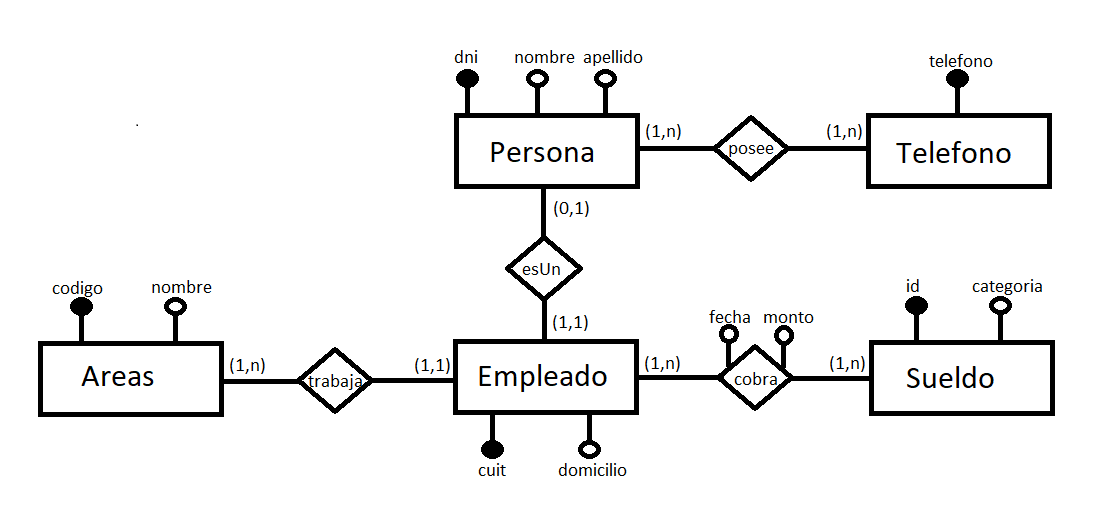 dni
nombre
apellido
telefono
Persona
(1,n)
posee
(1,n)
Telefono
(0,1)
esUn
(1,1)
codigo
nombre
id
categoria
fecha
monto
Areas
(1,n)
trabaja
(1,1)
Empleado
(1,n)
cobra
(1,n)
Sueldo
cuit
domicilio